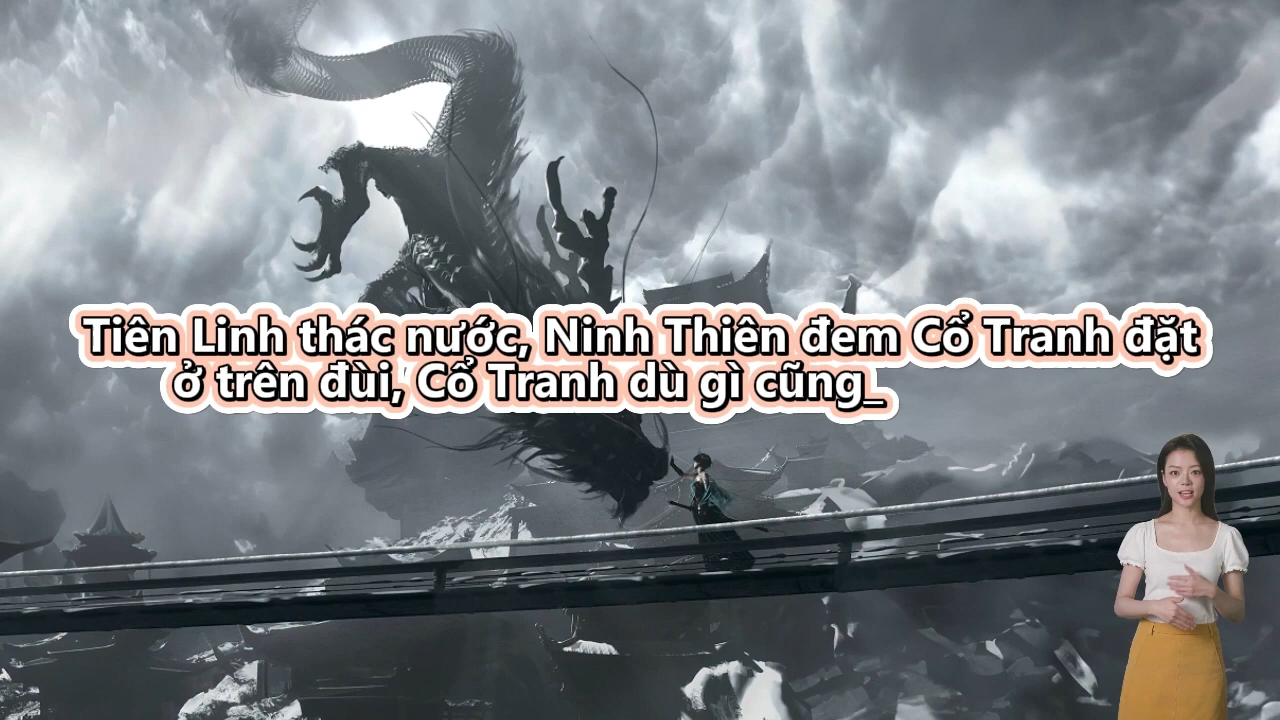 Tiên Linh thác nước, Ninh Thiên đem Cổ Tranh đặt
ở trên đùi, Cổ Tranh dù gì cũng_